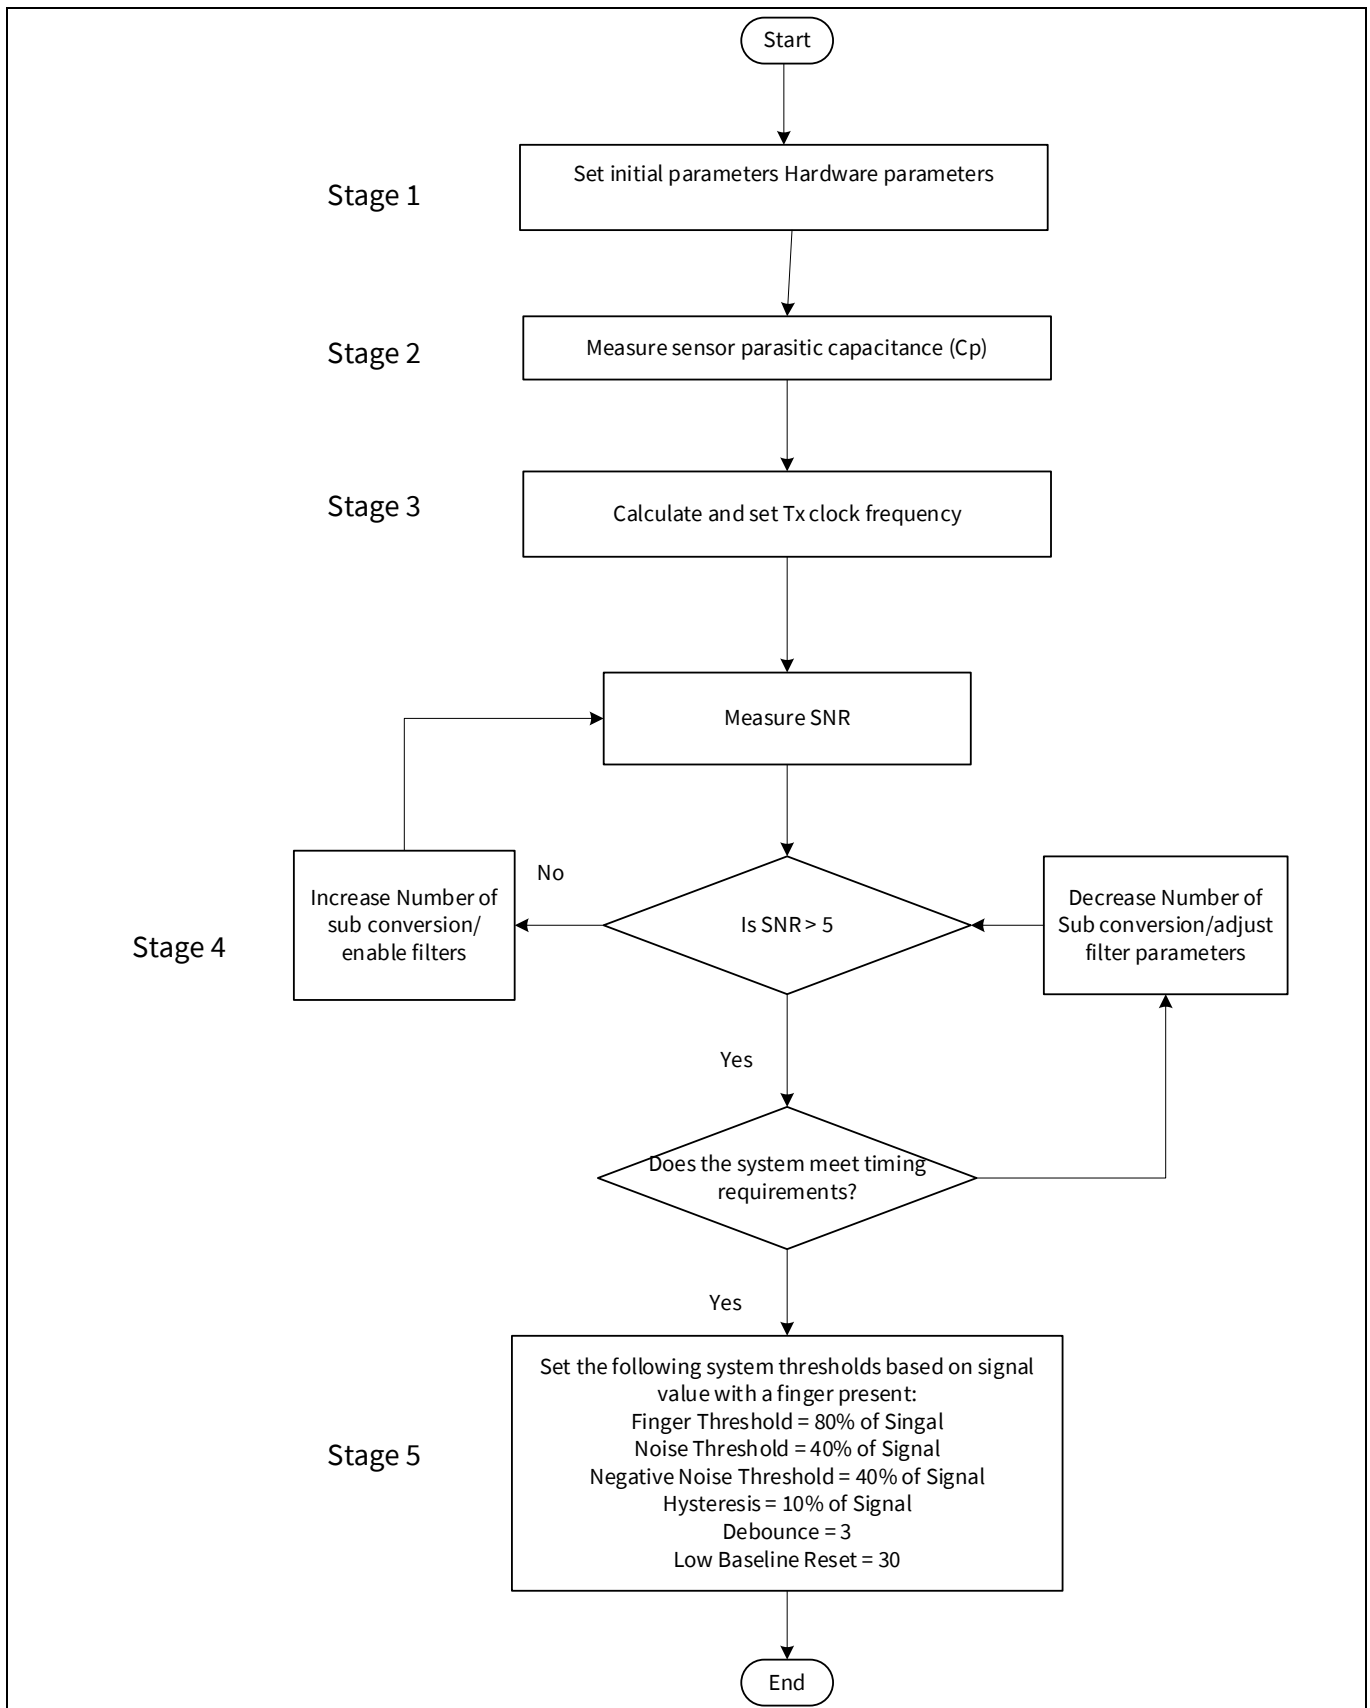 Start
Stage 1
Set initial parameters Hardware parameters
Stage 2
Measure sensor parasitic capacitance (Cp)
Stage 3
Calculate and set Tx clock frequency
Measure SNR
Stage 4
Increase Number of
sub conversion/
enable filters
No
Is SNR > 5
Decrease Number of
Sub conversion/adjust
filter parameters
Yes
Does the system meet timing
requirements?
Yes
Stage 5
Set the following system thresholds based on signal
value with a finger present:
Finger Threshold = 80% of Singal
Noise Threshold = 40% of Signal
Negative Noise Threshold = 40% of Signal
Hysteresis = 10% of Signal
Debounce = 3
Low Baseline Reset = 30
End